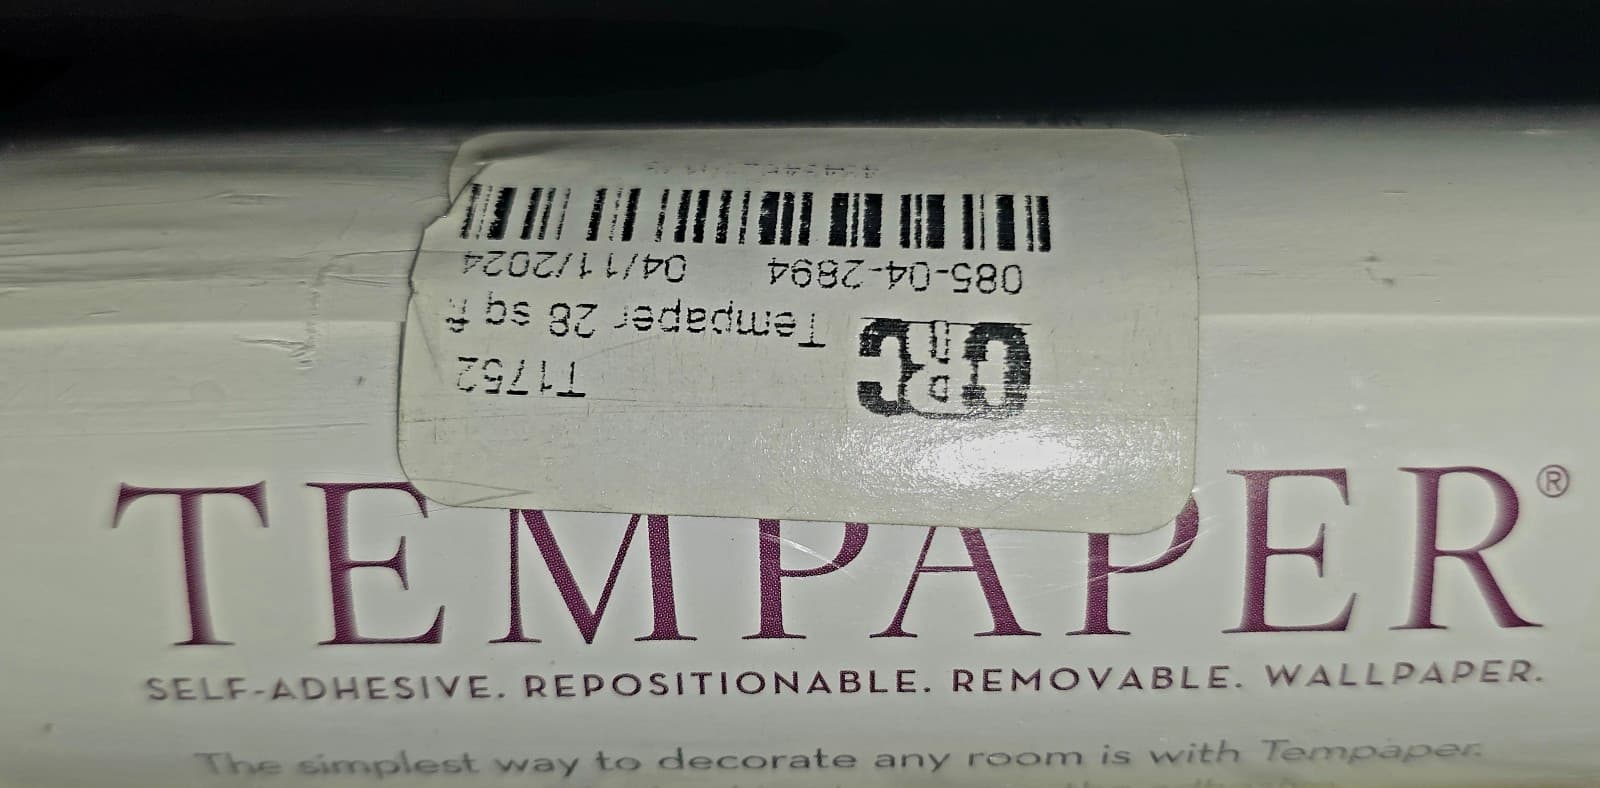 T1752
Tempaper 28 sq ft
085-04-2894 04/11/2024
TEMPAPER®
SELF-ADHESIVE. REPOSITIONABLE. REMOVABLE. WALLPAPER.
The simplest way to decorate any room is with Tempaper.